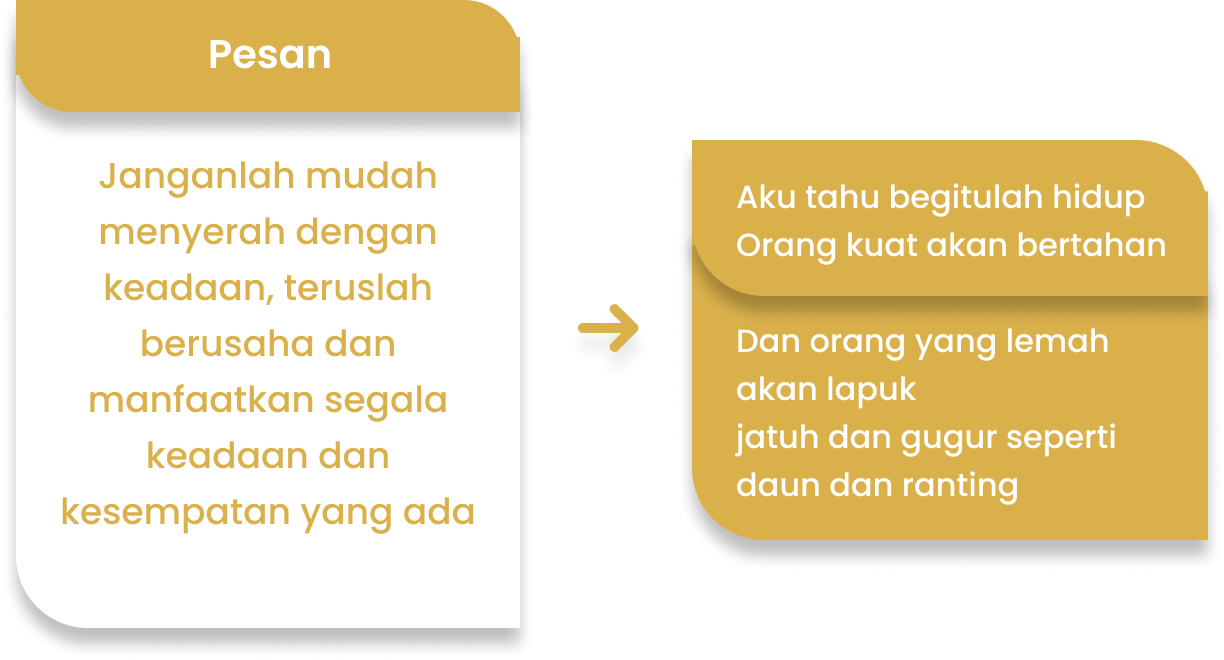 Pesan
Janganlah mudah
menyerah dengan
keadaan, teruslah
berusaha dan
manfaatkan segala
keadaan dan
kesempatan yang ada
Aku tahu begitulah hidup
Orang kuat akan bertahan
Dan orang yang lemah
akan lapuk
jatuh dan gugur seperti
daun dan ranting